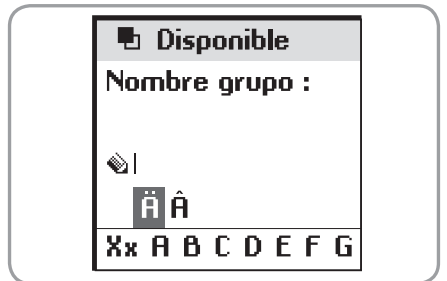 Disponible
Nombre grupo :
Ä Â
Xx A B C D E F G